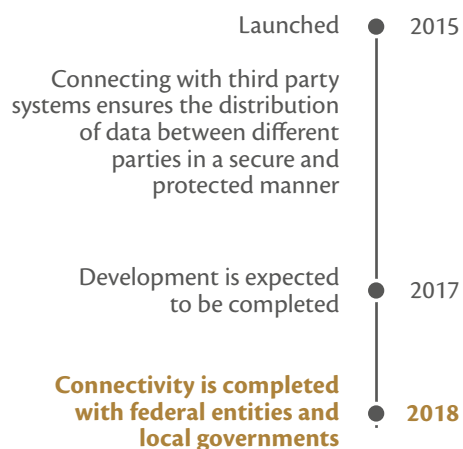 Launched 2015
Connecting with third party
systems ensures the distribution
of data between different
parties in a secure and
protected manner
Development is expected
to be completed
2017
Connectivity is completed
with federal entities and
local governments
2018